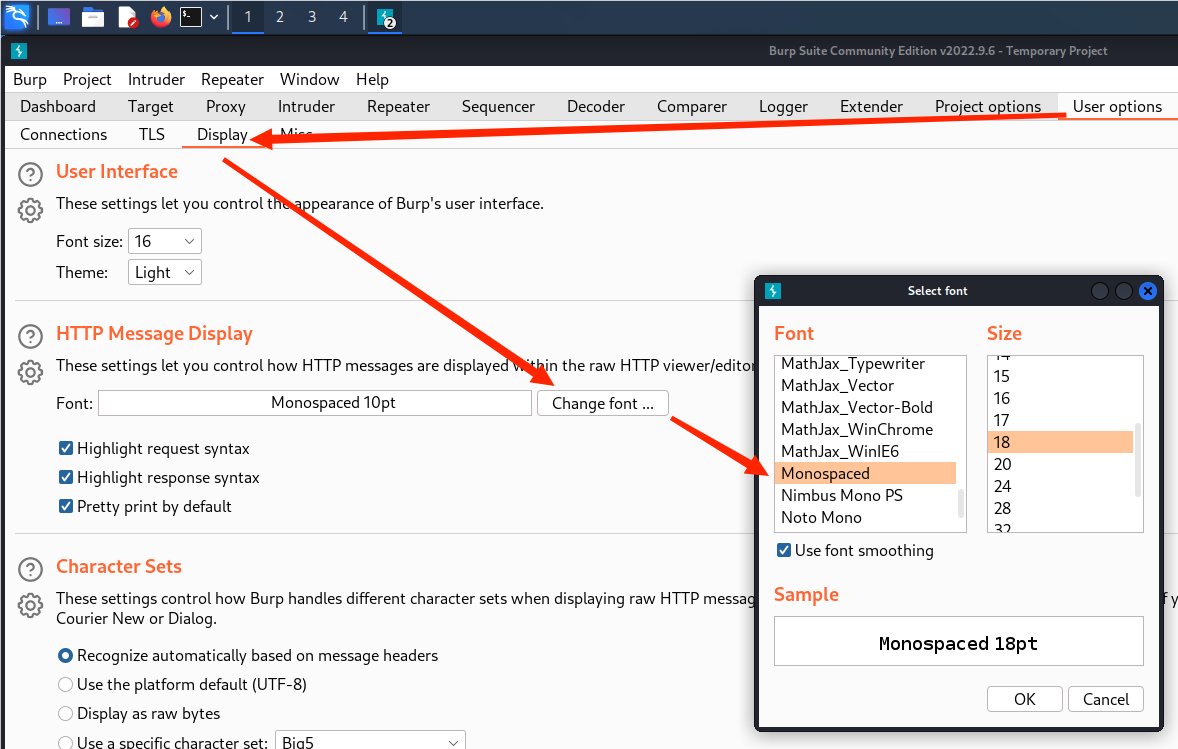 1 2 3 4 2
Burp Suite Community Edition v2022.9.6 - Temporary Project
Burp Project Intruder Repeater Window Help
Dashboard Target Proxy Intruder Repeater Sequencer Decoder Comparer Logger Extender Project options User options
Connections TLS Display Misc
User Interface
These settings let you control the appearance of Burp's user interface.
Font size: 16
Theme: Light
HTTP Message Display
These settings let you control how HTTP messages are displayed within the raw HTTP viewer/editor
Font: Monospaced 10pt Change font ...
Highlight request syntax
Highlight response syntax
Pretty print by default
Character Sets
These settings control how Burp handles different character sets when displaying raw HTTP messag
Courier New or Dialog.
Recognize automatically based on message headers
Use the platform default (UTF-8)
Display as raw bytes
Use a specific character set: Big5
Select font
Font Size
MathJax_Typewriter
MathJax_Vector
MathJax_Vector-Bold
MathJax_WinChrome
MathJax_WinIE6
Monospaced
Nimbus Mono PS
Noto Mono
14
15
16
17
18
20
24
28
32
Use font smoothing
Sample
Monospaced 18pt
OK Cancel